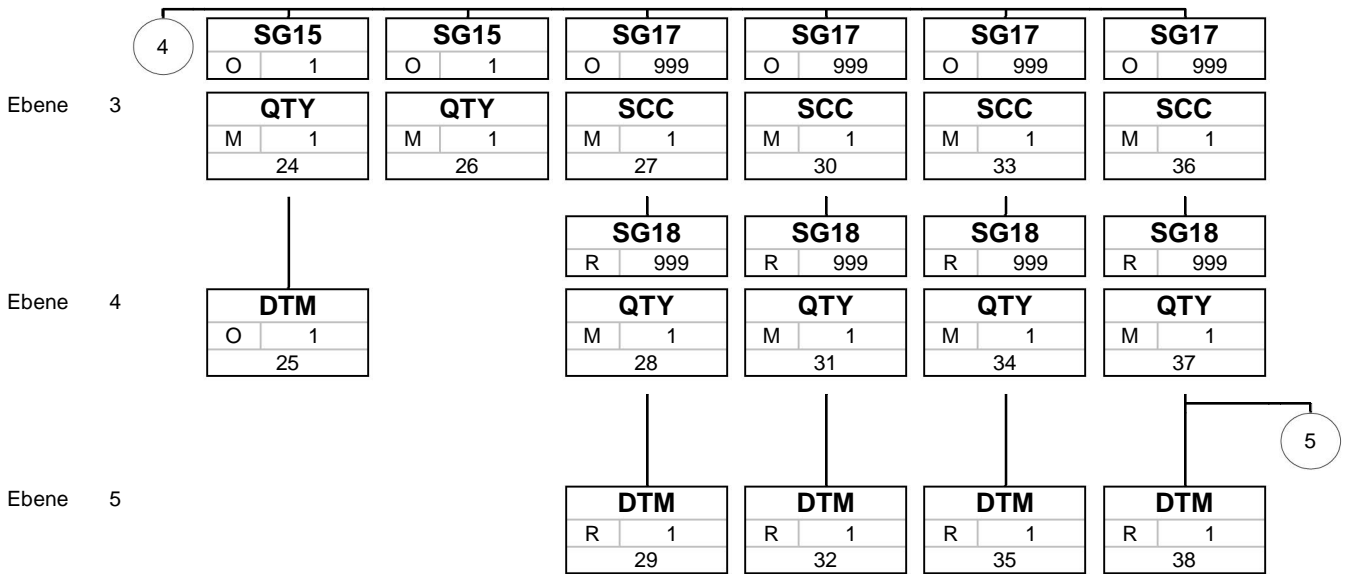 4
SG15 SG15 SG17 SG17 SG17 SG17
O 1 O 1 O 999 O 999 O 999 O 999
Ebene 3
QTY QTY SCC SCC SCC SCC
M 1 M 1 M 1 M 1 M 1 M 1
24 26 27 30 33 36
SG18 SG18 SG18 SG18
R 999 R 999 R 999 R 999
Ebene 4
DTM QTY QTY QTY QTY
O 1 M 1 M 1 M 1 M 1
25 28 31 34 37
5
Ebene 5
DTM DTM DTM DTM
R 1 R 1 R 1 R 1
29 32 35 38